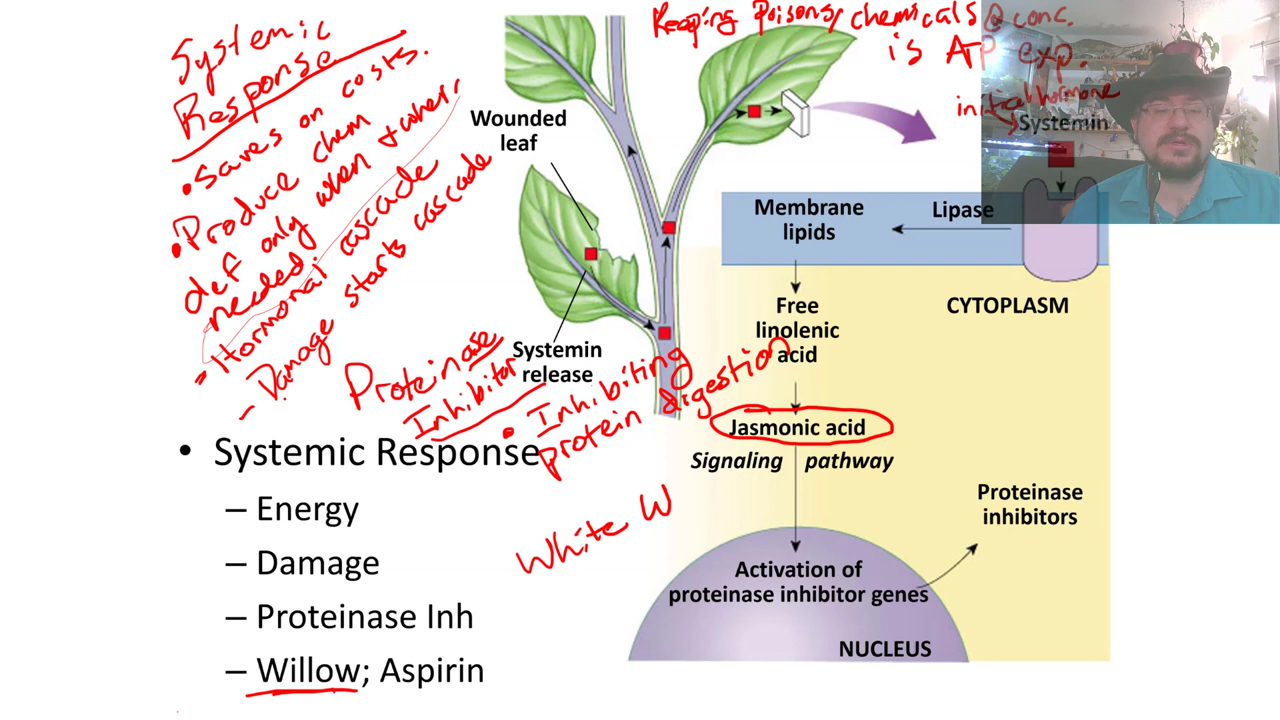 Systemic
Response
• Saves on costs.
• Produce chem
def only when + where
needed.
- Hormonal cascade
- Damage starts cascade
Keeping Poisons/chemicals @ conc.
is ATP exp.
initial hormone
Systemin
Wounded
leaf
Systemin
release
Proteinase
Inhibitor
• Inhibiting
protein digestion
White W
Membrane
lipids
Lipase
Free
linolenic
acid
CYTOPLASM
Jasmonic acid
Signaling pathway
Proteinase
inhibitors
Activation of
proteinase inhibitor genes
NUCLEUS
• Systemic Response
– Energy
– Damage
– Proteinase Inh
– Willow; Aspirin